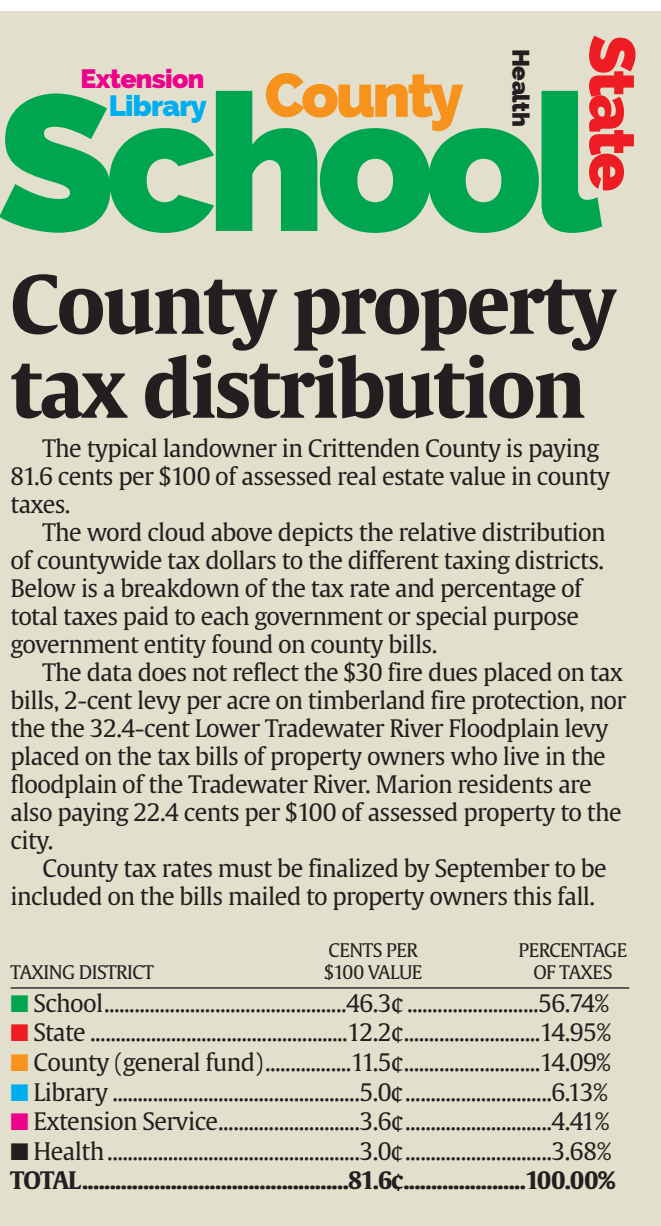 Extension
Library
County
Health
State
School
County property
tax distribution
The typical landowner in Crittenden County is paying
81.6 cents per $100 of assessed real estate value in county
taxes.
The word cloud above depicts the relative distribution
of countywide tax dollars to the different taxing districts.
Below is a breakdown of the tax rate and percentage of
total taxes paid to each government or special purpose
government entity found on county bills.
The data does not reflect the $30 fire dues placed on tax
bills, 2-cent levy per acre on timberland fire protection, nor
the the 32.4-cent Lower Tradewater River Floodplain levy
placed on the tax bills of property owners who live in the
floodplain of the Tradewater River. Marion residents are
also paying 22.4 cents per $100 of assessed property to the
city.
County tax rates must be finalized by September to be
included on the bills mailed to property owners this fall.
CENTS PER PERCENTAGE
TAXING DISTRICT $100 VALUE OF TAXES
School 46.3¢ 56.74%
State 12.2¢ 14.95%
County (general fund) 11.5¢ 14.09%
Library 5.0¢ 6.13%
Extension Service 3.6¢ 4.41%
Health 3.0¢ 3.68%
TOTAL 81.6¢ 100.00%